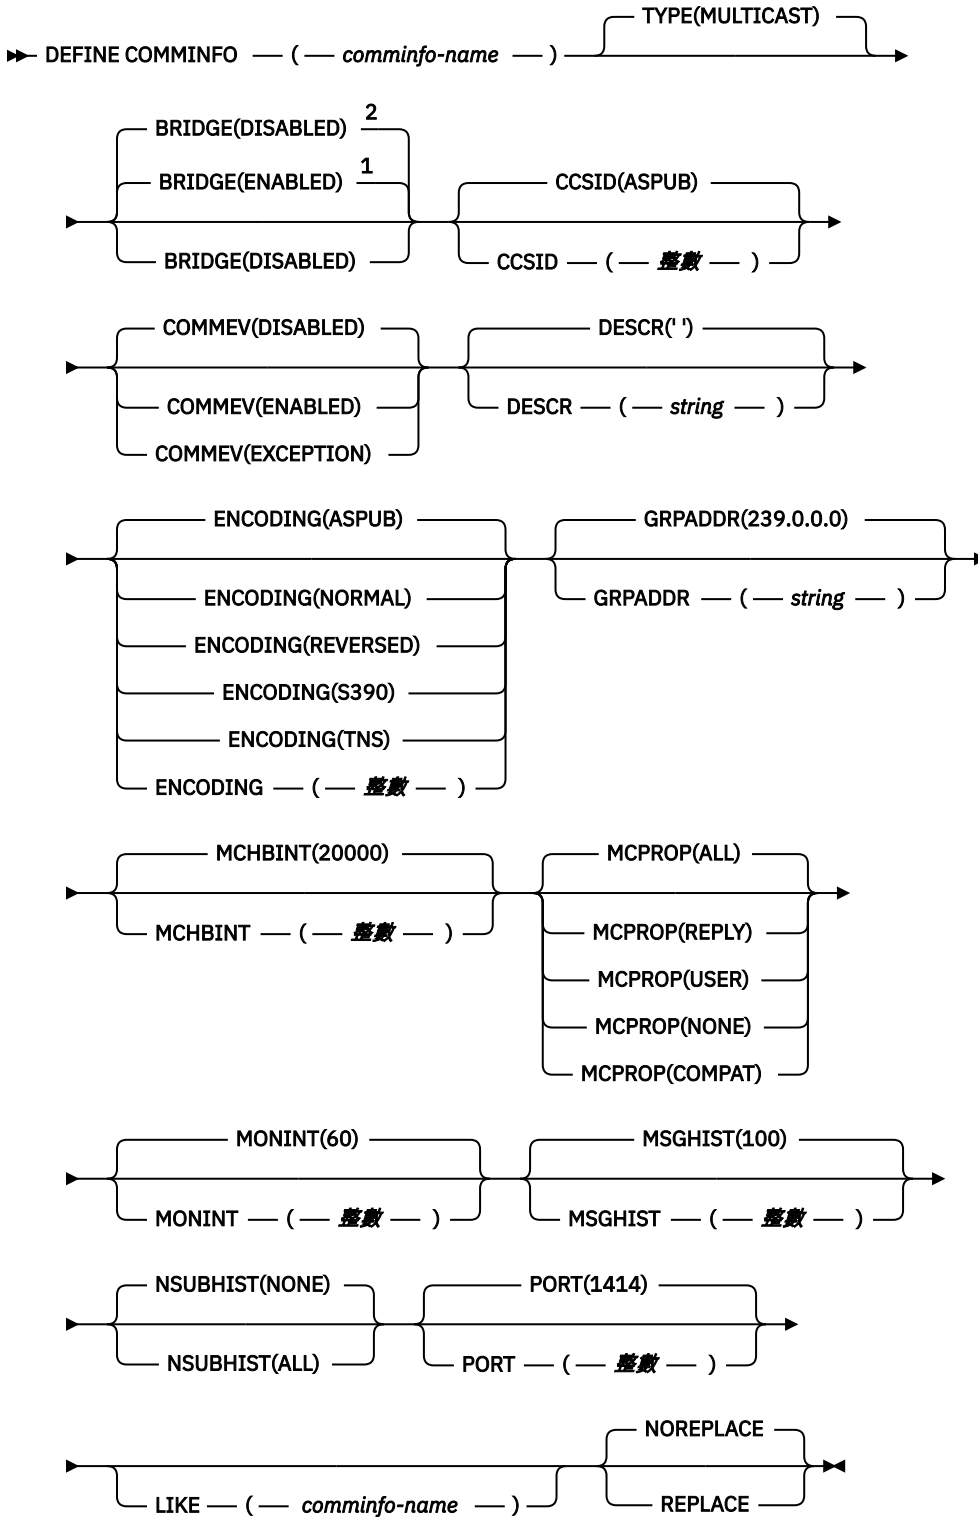 TYPE(MULTICAST)
DEFINE COMMINFO ( comminfo-name )
BRIDGE(DISABLED) 2
BRIDGE(ENABLED) 1
CCSID(ASPUB)
BRIDGE(DISABLED)
CCSID ( 整數 )
COMMEV(DISABLED)
DESCR(' ')
COMMEV(ENABLED)
DESCR ( string )
COMMEV(EXCEPTION)
ENCODING(ASPUB)
GRPADDR(239.0.0.0)
ENCODING(NORMAL)
GRPADDR ( string )
ENCODING(REVERSED)
ENCODING(S390)
ENCODING(TNS)
ENCODING ( 整數 )
MCHBINT(20000)
MCPROP(ALL)
MCHBINT ( 整數 )
MCPROP(REPLY)
MCPROP(USER)
MCPROP(NONE)
MCPROP(COMPAT)
MONINT(60)
MSGHIST(100)
MONINT ( 整數 )
MSGHIST ( 整數 )
NSUBHIST(NONE)
PORT(1414)
NSUBHIST(ALL)
PORT ( 整數 )
NOREPLACE
LIKE ( comminfo-name )
REPLACE